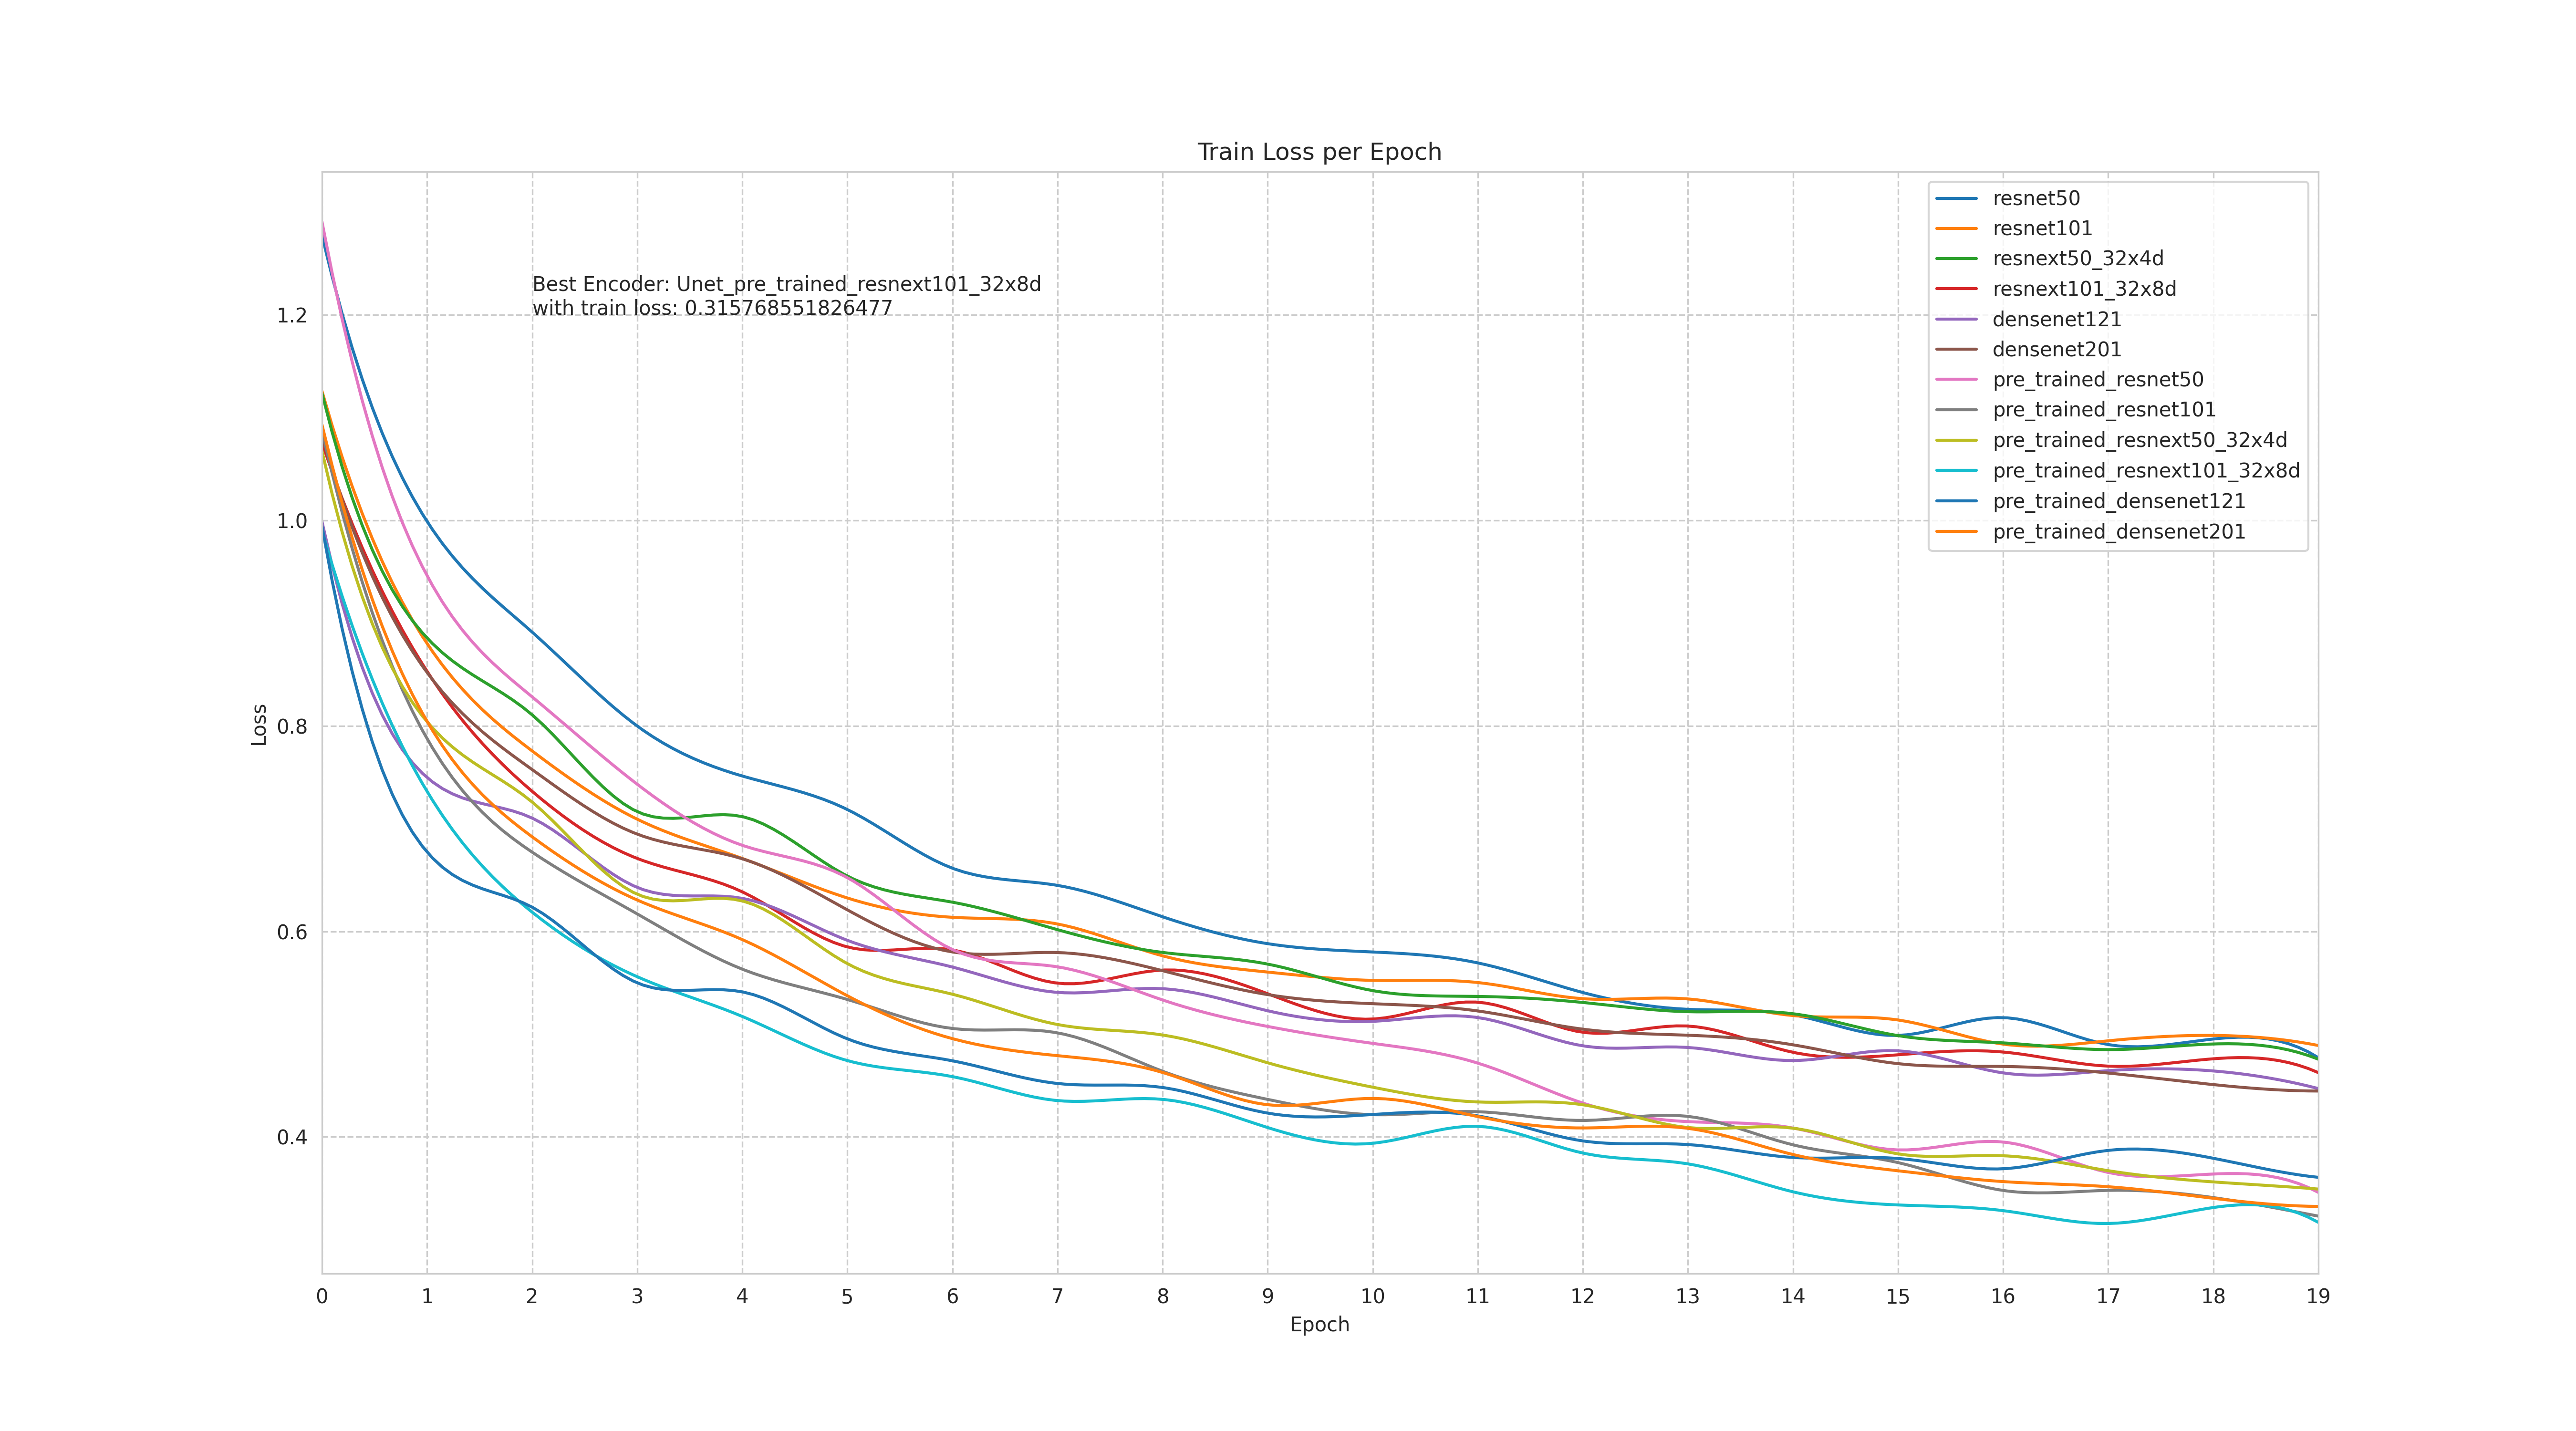 Train Loss per Epoch
Best Encoder: Unet_pre_trained_resnext101_32x8d
with train loss: 0.315768551826477
resnet50
resnet101
resnext50_32x4d
resnext101_32x8d
densenet121
densenet201
pre_trained_resnet50
pre_trained_resnet101
pre_trained_resnext50_32x4d
pre_trained_resnext101_32x8d
pre_trained_densenet121
pre_trained_densenet201
Loss
1.2
1.0
0.8
0.6
0.4
0 1 2 3 4 5 6 7 8 9 10 11 12 13 14 15 16 17 18 19
Epoch